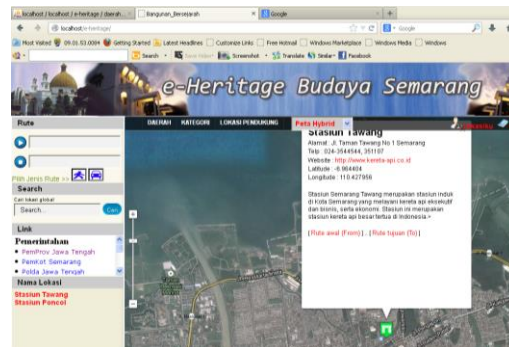 localhost / localhost / e-heritage / daerah...
Bangunan_Bersejarah
Google
localhost/e-heritage/
Google
Most Visited
09.01.53.0084
Getting Started
Latest Headlines
Customize Links
Free Hotmail
Windows Marketplace
Windows Media
Windows
Search
Screenshot
Translate
Similar
Facebook
e-Heritage Budaya Semarang
Rute
DAERAH KATEGORI LOKASI PENDUKUNG
Peta Hybrid
Pilih Jenis Rute >>
Search
Cari lokasi global
Search...
Cari
Link
Pemerintahan
PemProv Jawa Tengah
PemKot Semarang
Polda Jawa Tengah
Nama Lokasi
Stasiun Tawang
Stasiun Poncol
Stasiun Tawang
Alamat : Jl. Taman Tawang No 1 Semarang
Telp : 024-3544544, 351107
Website : http://www.kereta-api.co.id
Latitude : -6.964404
Longitude : 110.427956
Stasiun Semarang Tawang merupakan stasiun induk
di Kota Semarang yang melayani kereta api eksekutif
dan bisnis, serta ekonomi. Stasiun ini merupakan
stasiun kereta api besar tertua di Indonesia.
[ Rute awal (From) ] .. [ Rute tujuan (To) ]